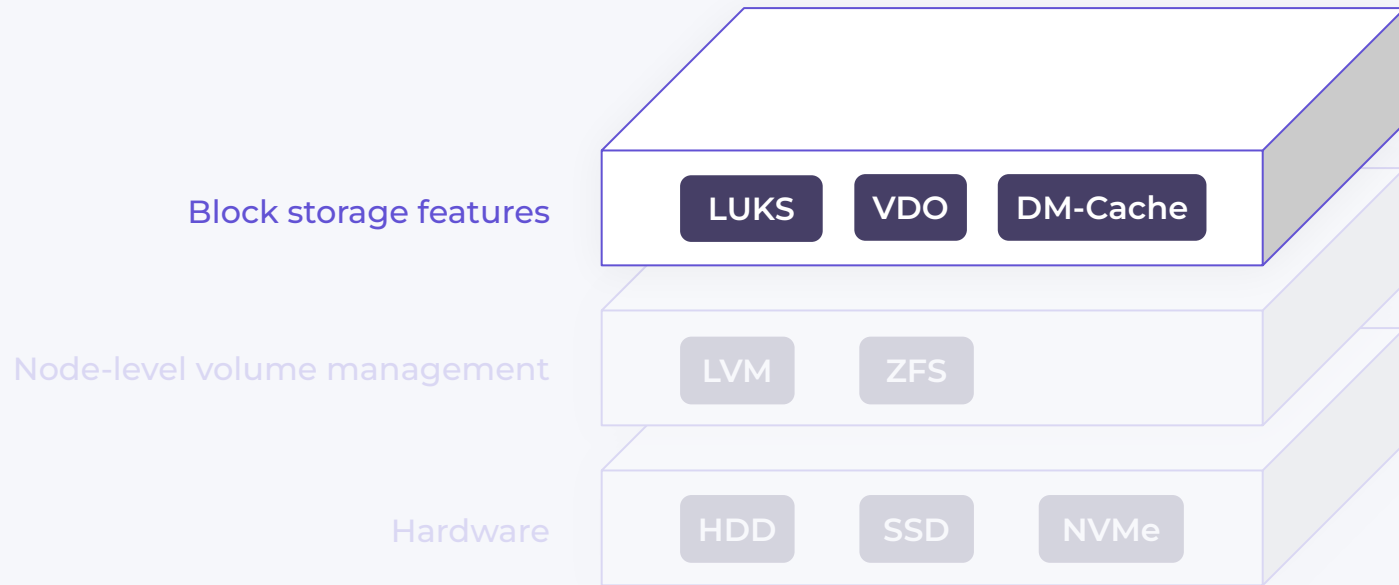 Block storage features
LUKS VDO DM-Cache
Node-level volume management
LVM ZFS
Hardware
HDD SSD NVMe